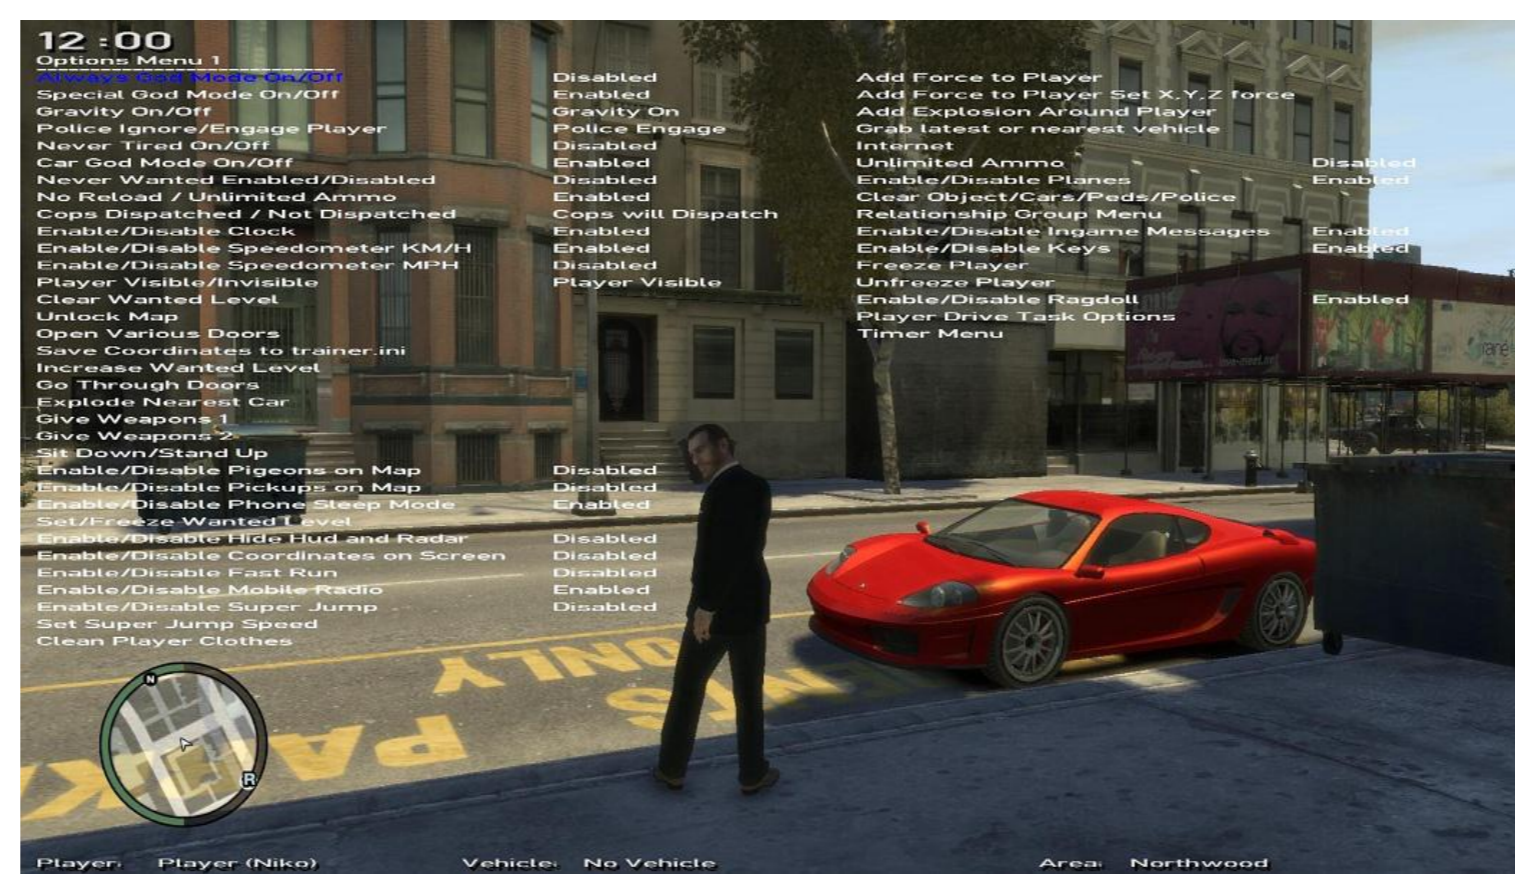 12 :00
Options Menu 1
Always God Mode On/Off Disabled
Special God Mode On/Off Enabled
Gravity On/Off Gravity On
Police Ignore/Engage Player Police Engage
Never Tired On/Off Disabled
Car God Mode On/Off Enabled
Never Wanted Enabled/Disabled Disabled
No Reload / Unlimited Ammo Enabled
Cops Dispatched / Not Dispatched Cops will Dispatch
Enable/Disable Clock Enabled
Enable/Disable Speedometer KM/H Enabled
Enable/Disable Speedometer MPH Disabled
Player Visible/Invisible Player Visible
Clear Wanted Level
Unlock Map
Open Various Doors
Save Coordinates to trainer.ini
Increase Wanted Level
Go Through Doors
Explode Nearest Car
Give Weapons 1
Give Weapons 2
Sit Down/Stand Up
Enable/Disable Pigeons on Map Disabled
Enable/Disable Pickups on Map Disabled
Enable/Disable Phone Sleep Mode Enabled
Set/Freeze Wanted Level
Enable/Disable Hide Hud and Radar Disabled
Enable/Disable Coordinates on Screen Disabled
Enable/Disable Fast Run Disabled
Enable/Disable Mobile Radio Enabled
Enable/Disable Super Jump Disabled
Set Super Jump Speed
Clean Player Clothes
Add Force to Player
Add Force to Player Set X,Y,Z force
Add Explosion Around Player
Grab latest or nearest vehicle
Internet
Unlimited Ammo Disabled
Enable/Disable Planes Enabled
Clear Object/Cars/Peds/Police
Relationship Group Menu
Enable/Disable Ingame Messages Enabled
Enable/Disable Keys Enabled
Freeze Player
Unfreeze Player
Enable/Disable Ragdoll Enabled
Player Drive Task Options
Timer Menu
ONLY
N
R
Player: Player (Niko) Vehicle: No Vehicle Area: Northwood